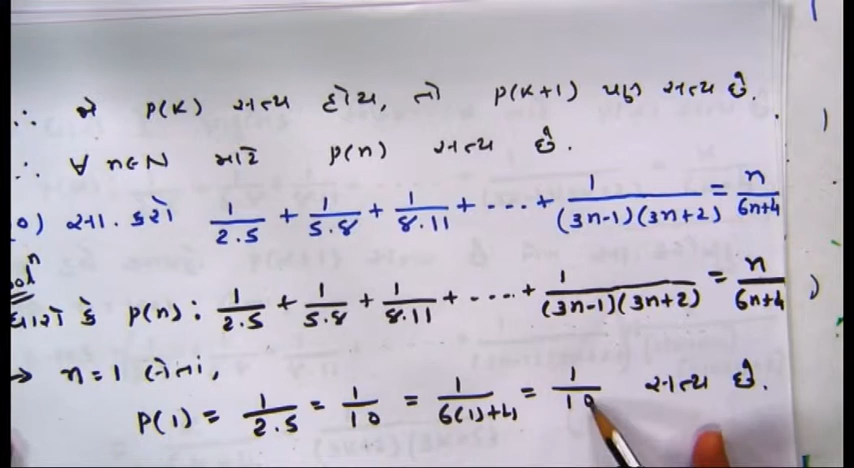 ∴ જો P(K) સત્ય હોય, તો P(K+1) પણ સત્ય છે.
∴ ∀ n∈N માટે P(n) સત્ય છે.
0) સા. કરો 1/2.5 + 1/5.8 + 1/8.11 + ... + 1/(3n-1)(3n+2) = n/6n+4
solⁿ
ધારો કે P(n): 1/2.5 + 1/5.8 + 1/8.11 + .... + 1/(3n-1)(3n+2) = n/6n+4
→ n=1 લેતાં,
P(1) = 1/2.5 = 1/10 = 1/6(1)+4 = 1/10 સત્ય છે.